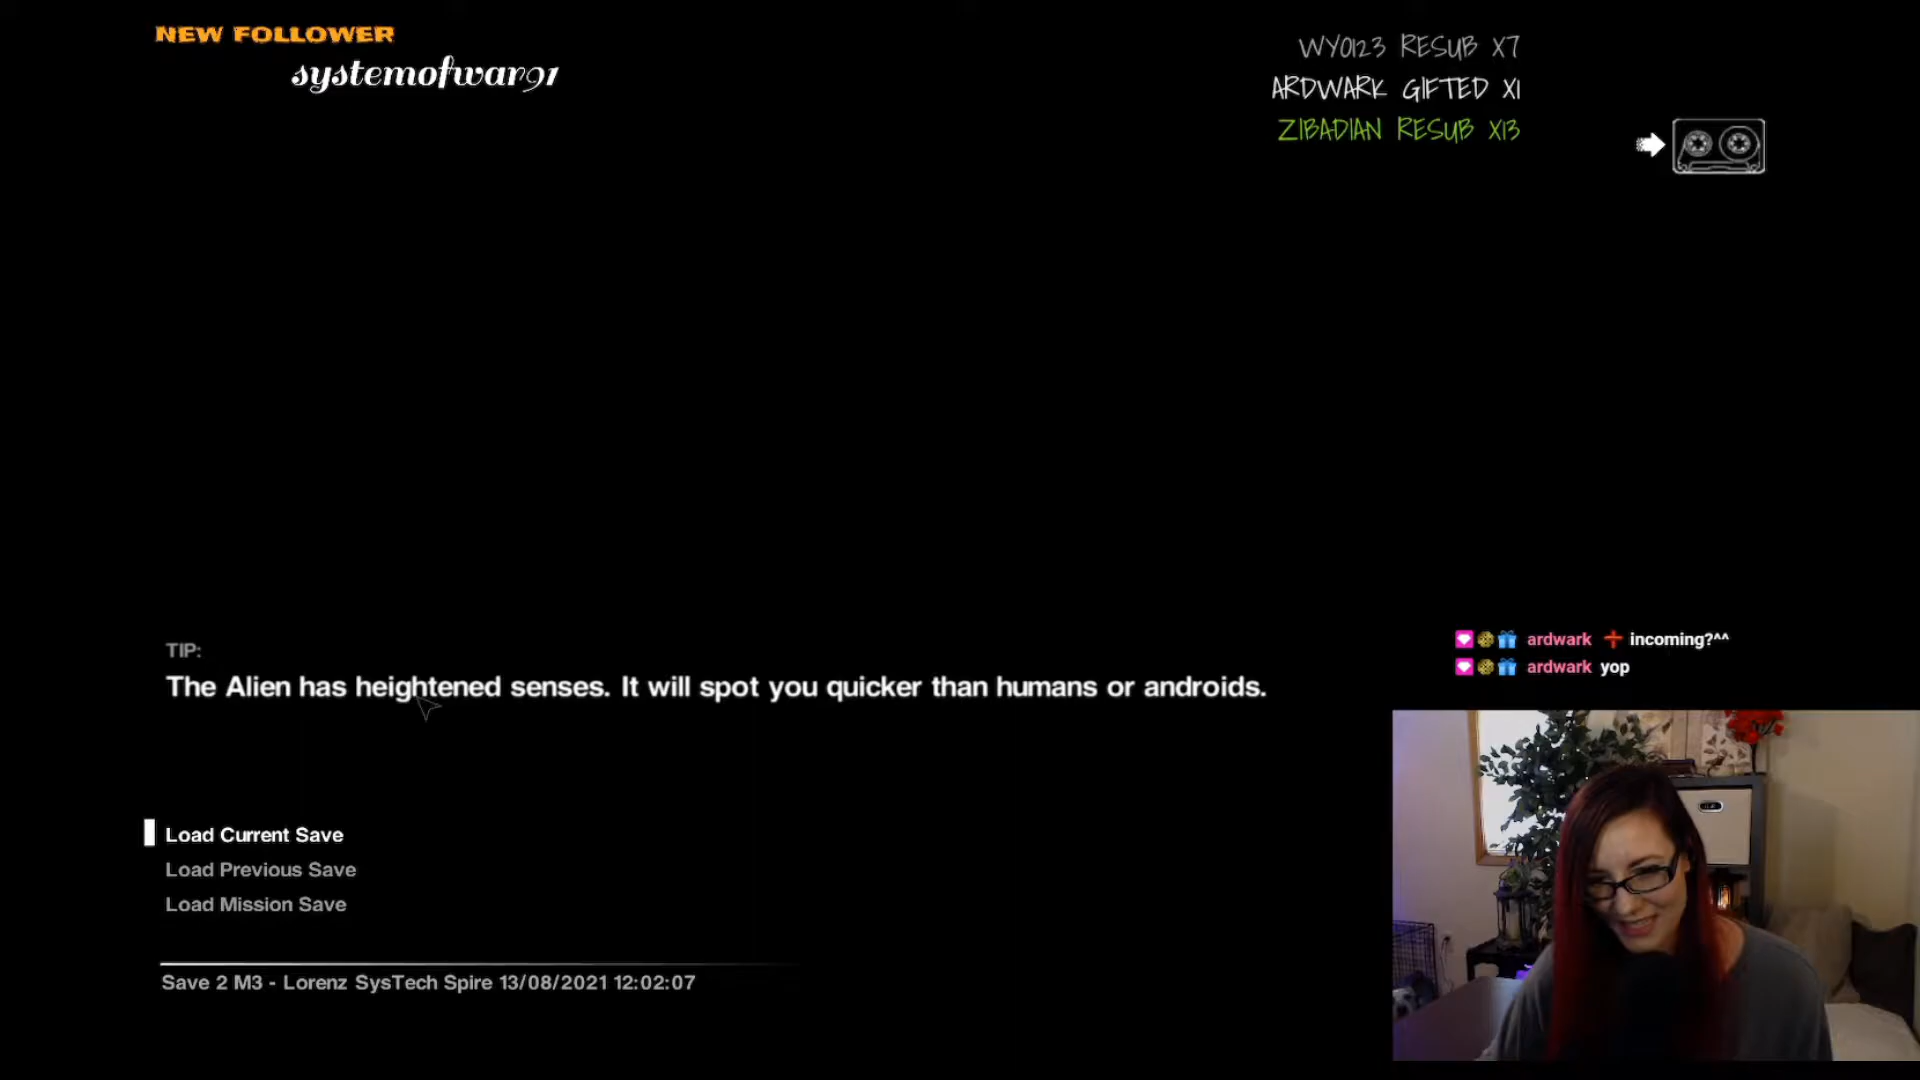 NEW FOLLOWER
systemofwar91
WYO123 RESUB X7
ARDWARK GIFTED X1
ZIBADIAN RESUB X13
ardwark incoming?^^
ardwark yop
TIP:
The Alien has heightened senses. It will spot you quicker than humans or androids.
Load Current Save
Load Previous Save
Load Mission Save
Save 2 M3 - Lorenz SysTech Spire 13/08/2021 12:02:07